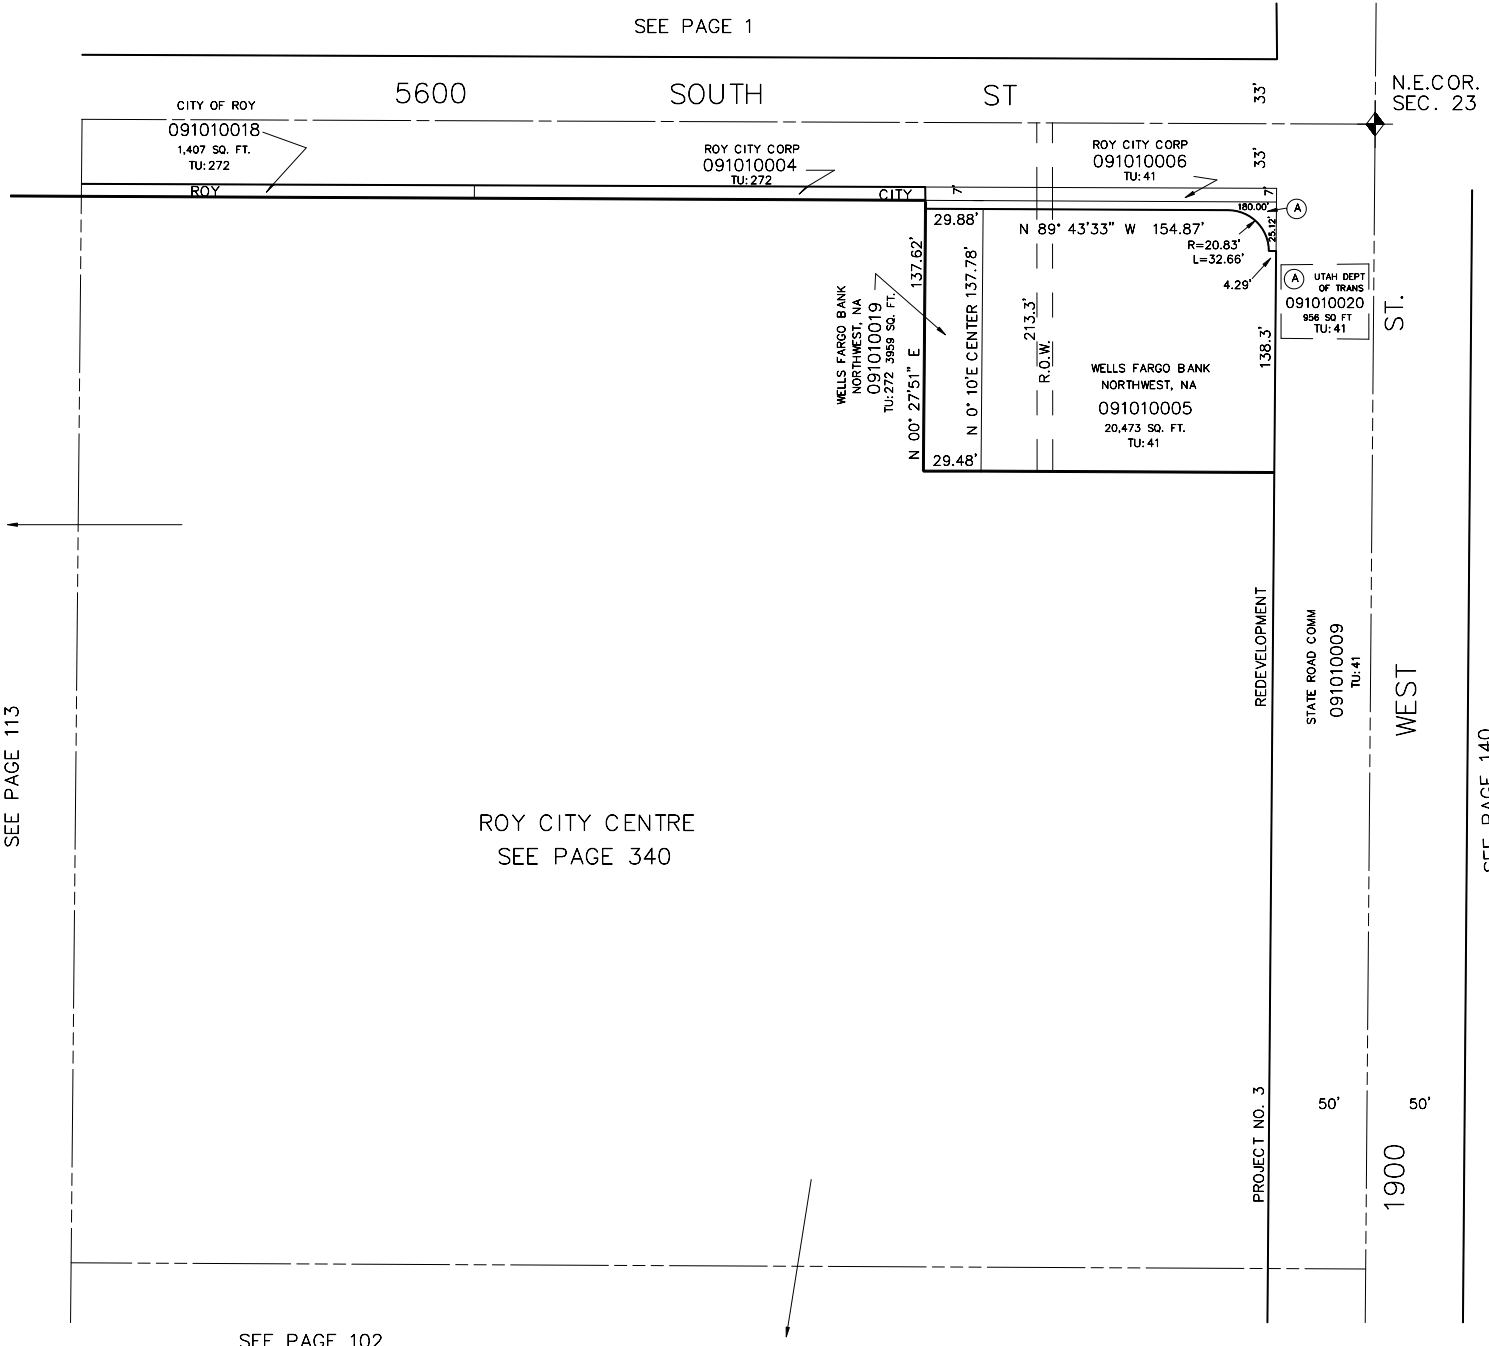 SEE PAGE 1
5600 SOUTH ST
33'
N.E.COR.
SEC. 23
CITY OF ROY
091010018
1,407 SQ. FT.
TU: 272
ROY CITY CORP
091010004
TU: 272
ROY CITY CORP
091010006
TU: 41
33'
ROY
CITY
7'
7'
180.00'
A
25.12'
29.88'
N 89° 43'33" W 154.87'
R=20.83'
L=32.66'
4.29'
137.62'
N 00° 27'51" E
N 0° 10'E CENTER 137.78'
213.3'
R.O.W.
138.3'
WELLS FARGO BANK
NORTHWEST, NA
091010019
TU: 272 3959 SQ. FT.
A UTAH DEPT
OF TRANS
091010020
956 SQ FT
TU: 41
ST.
WELLS FARGO BANK
NORTHWEST, NA
091010005
20,473 SQ. FT.
TU: 41
29.48'
REDEVELOPMENT
STATE ROAD COMM
091010009
TU: 41
WEST
SEE PAGE 113
SEE PAGE 140
ROY CITY CENTRE
SEE PAGE 340
PROJECT NO. 3
50'
50'
1900
SEE PAGE 102